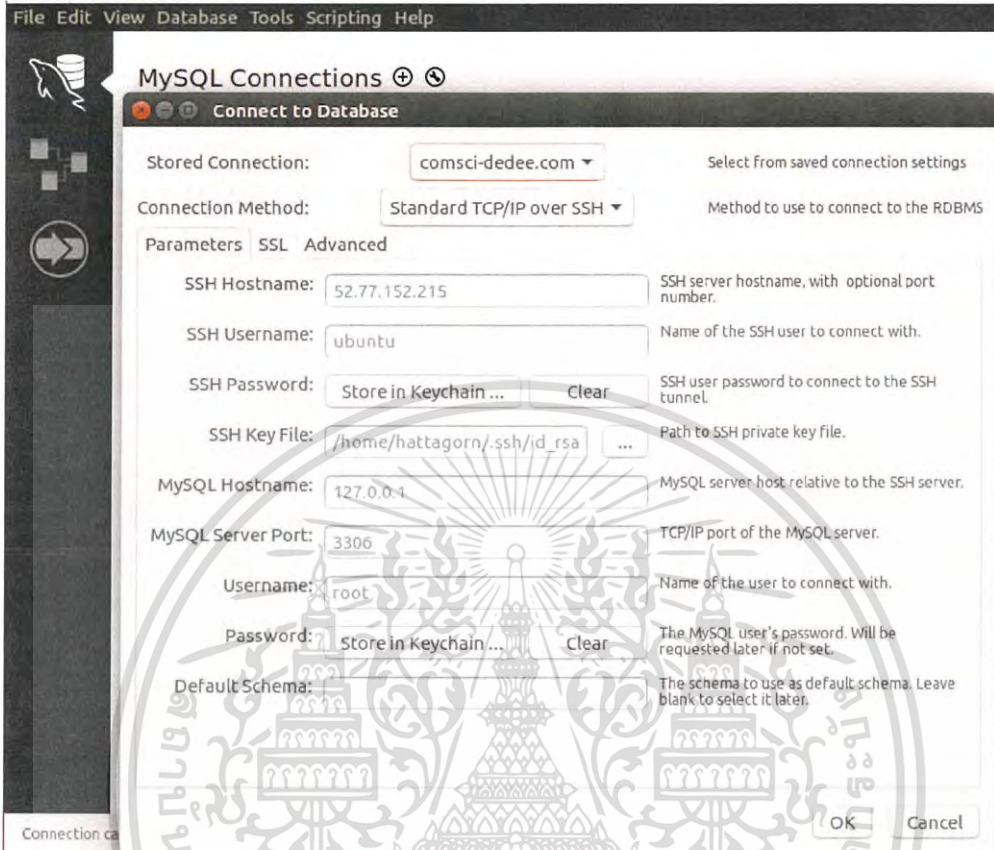 File Edit View Database Tools Scripting Help
MySQL Connections
Connect to Database
Stored Connection: comsci-dedee.com Select from saved connection settings
Connection Method: Standard TCP/IP over SSH Method to use to connect to the RDBMS
Parameters SSL Advanced
SSH Hostname: 52.77.152.215 SSH server hostname, with optional port
number.
SSH Username: ubuntu Name of the SSH user to connect with.
SSH Password: Store in Keychain ... Clear SSH user password to connect to the SSH
tunnel.
SSH Key File: /home/hattagorn/.ssh/id_rsa ... Path to SSH private key file.
MySQL Hostname: 127.0.0.1 MySQL server host relative to the SSH server.
MySQL Server Port: 3306 TCP/IP port of the MySQL server.
Username: root Name of the user to connect with.
Password: Store in Keychain ... Clear The MySQL user's password. Will be
requested later if not set.
Default Schema: The schema to use as default schema. Leave
blank to select it later.
Connection ca
OK Cancel